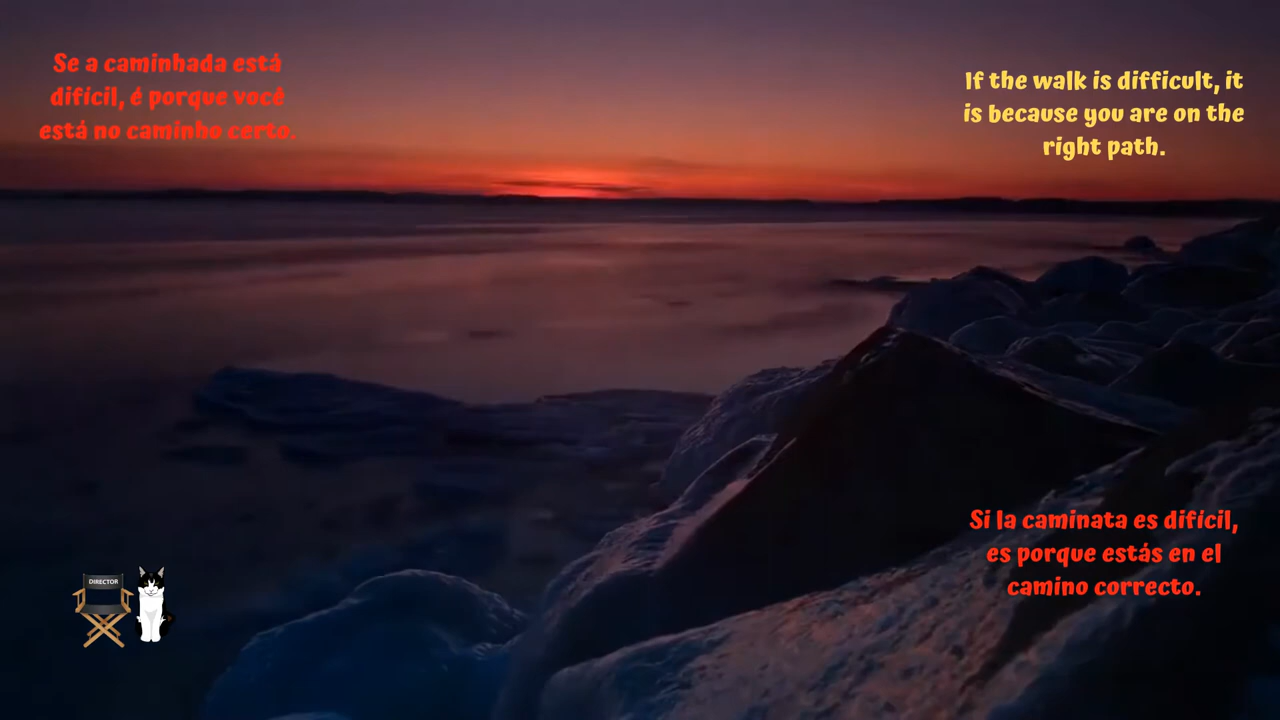 Se a caminhada está
difícil, é porque você
está no caminho certo.
If the walk is difficult, it
is because you are on the
right path.
Si la caminata es difícil,
es porque estás en el
camino correcto.
DIRECTOR